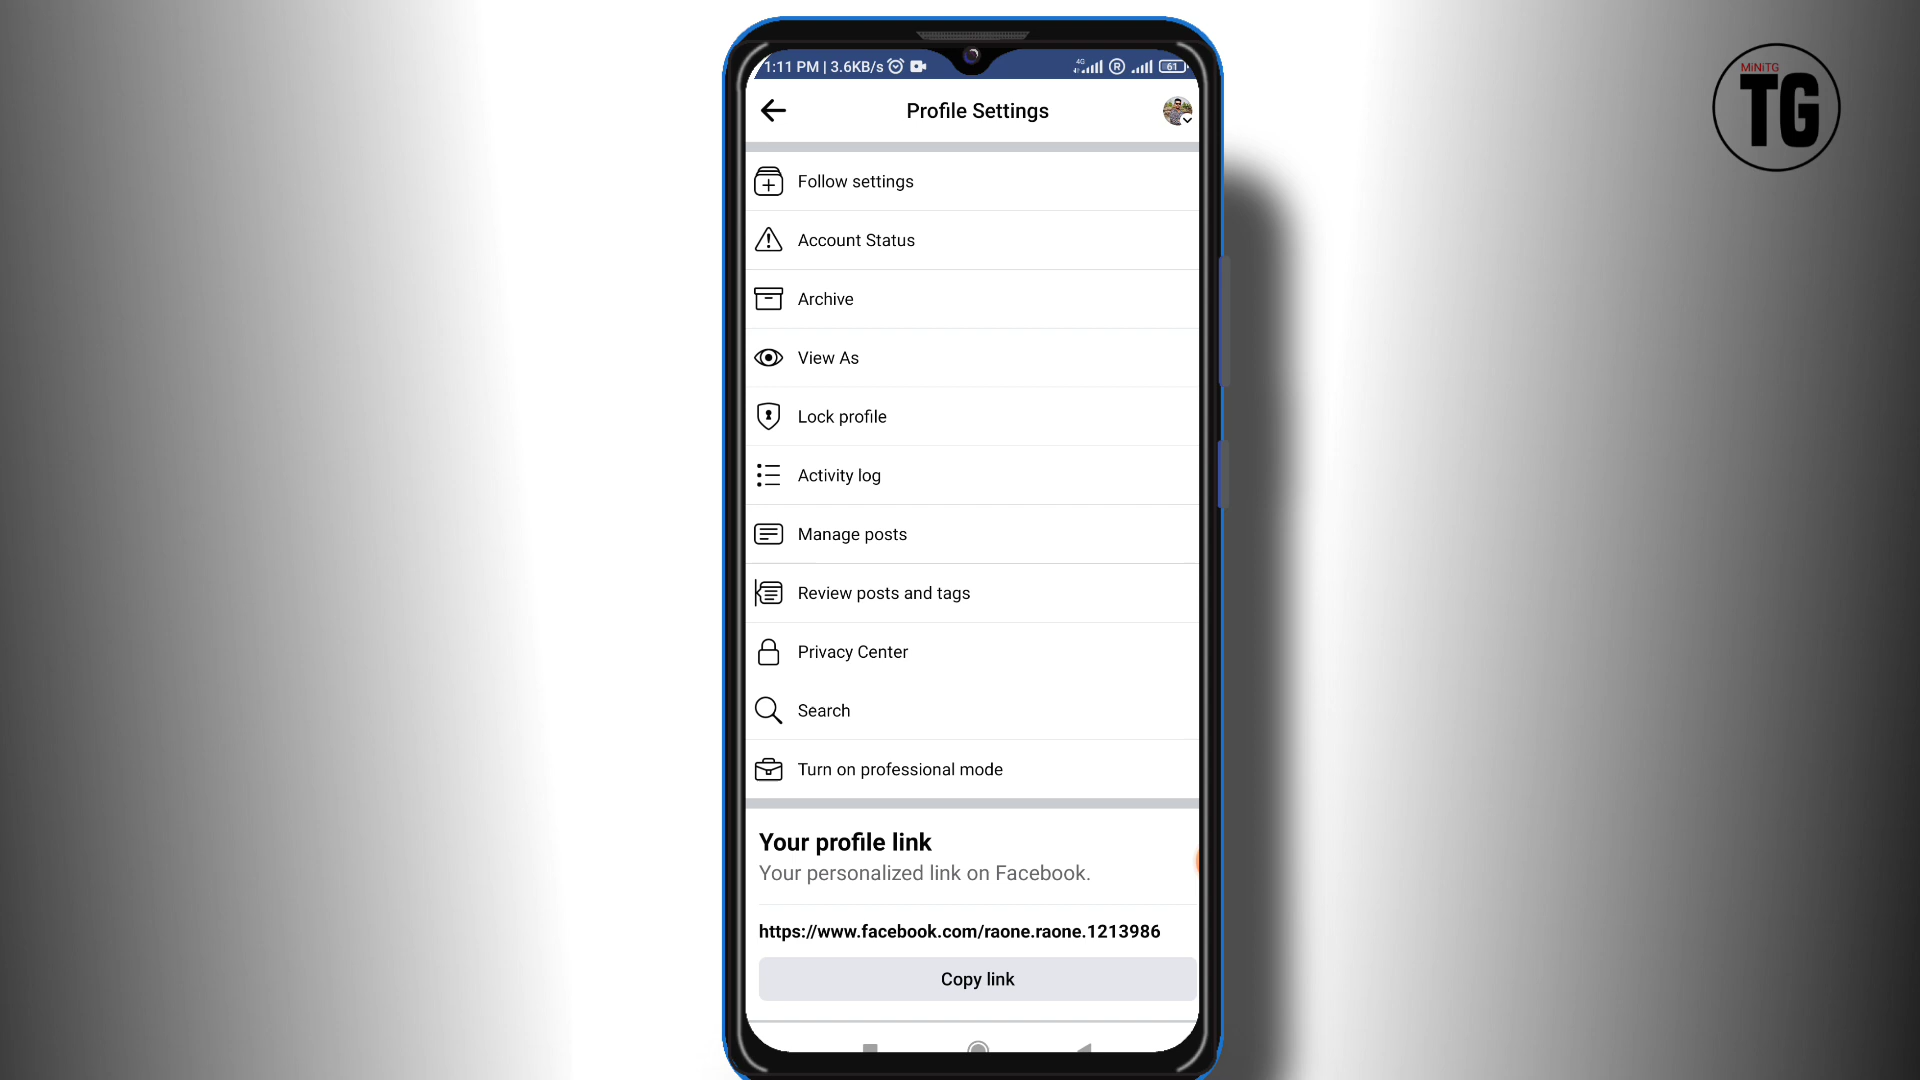 MiNiTG
TG
1:11 PM | 3.6KB/s
4G
R
61
Profile Settings
Follow settings
Account Status
Archive
View As
Lock profile
Activity log
Manage posts
Review posts and tags
Privacy Center
Search
Turn on professional mode
Your profile link
Your personalized link on Facebook.
https://www.facebook.com/raone.raone.1213986
Copy link